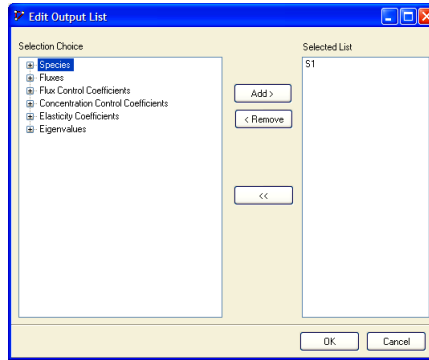 Edit Output List
Selection Choice
Selected List
Species
Fluxes
Flux Control Coefficients
Concentration Control Coefficients
Elasticity Coefficients
Eigenvalues
Add >
< Remove
<<
S1
OK
Cancel